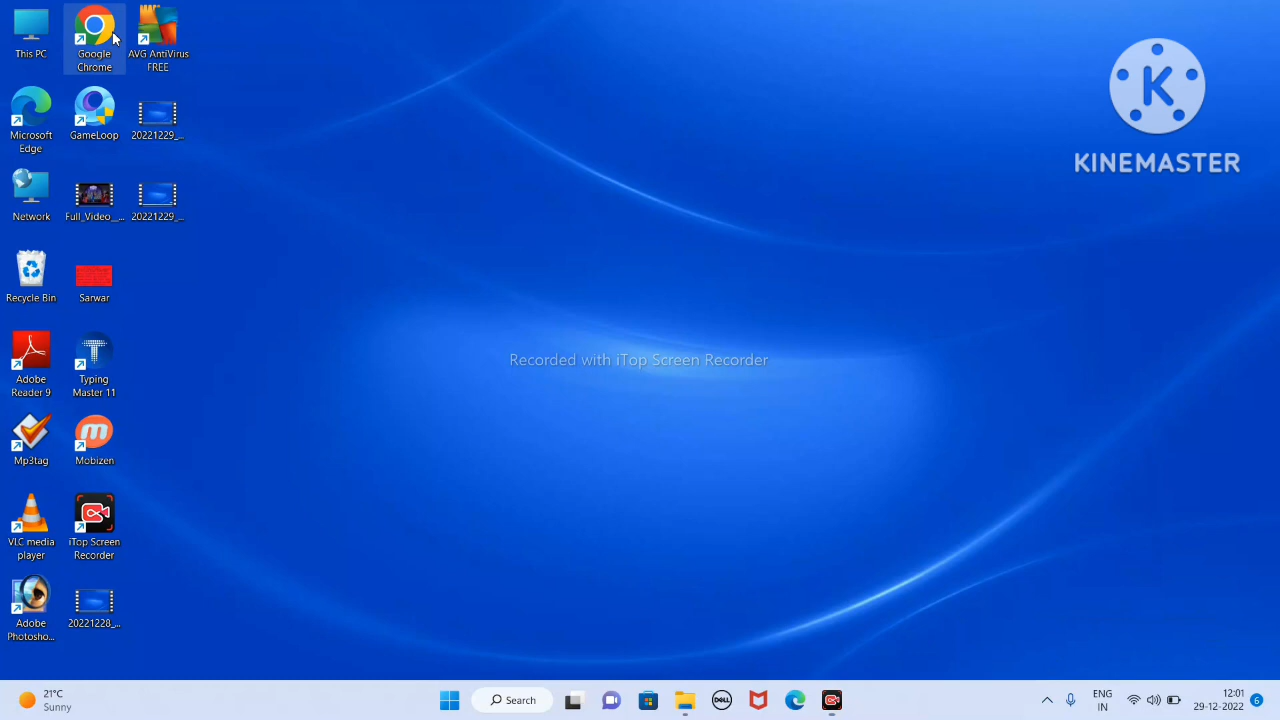 This PC
Google
Chrome
AVG AntiVirus
FREE
Microsoft
Edge
GameLoop
20221229_...
Network
Full_Video_...
20221229_...
Recycle Bin
Sarwar
Adobe
Reader 9
Typing
Master 11
Mp3tag
Mobizen
VLC media
player
iTop Screen
Recorder
Adobe
Photosho...
20221228_...
K
KINEMASTER
Recorded with iTop Screen Recorder
21°C
Sunny
Search
DELL
ENG
IN
12:01
29-12-2022
6